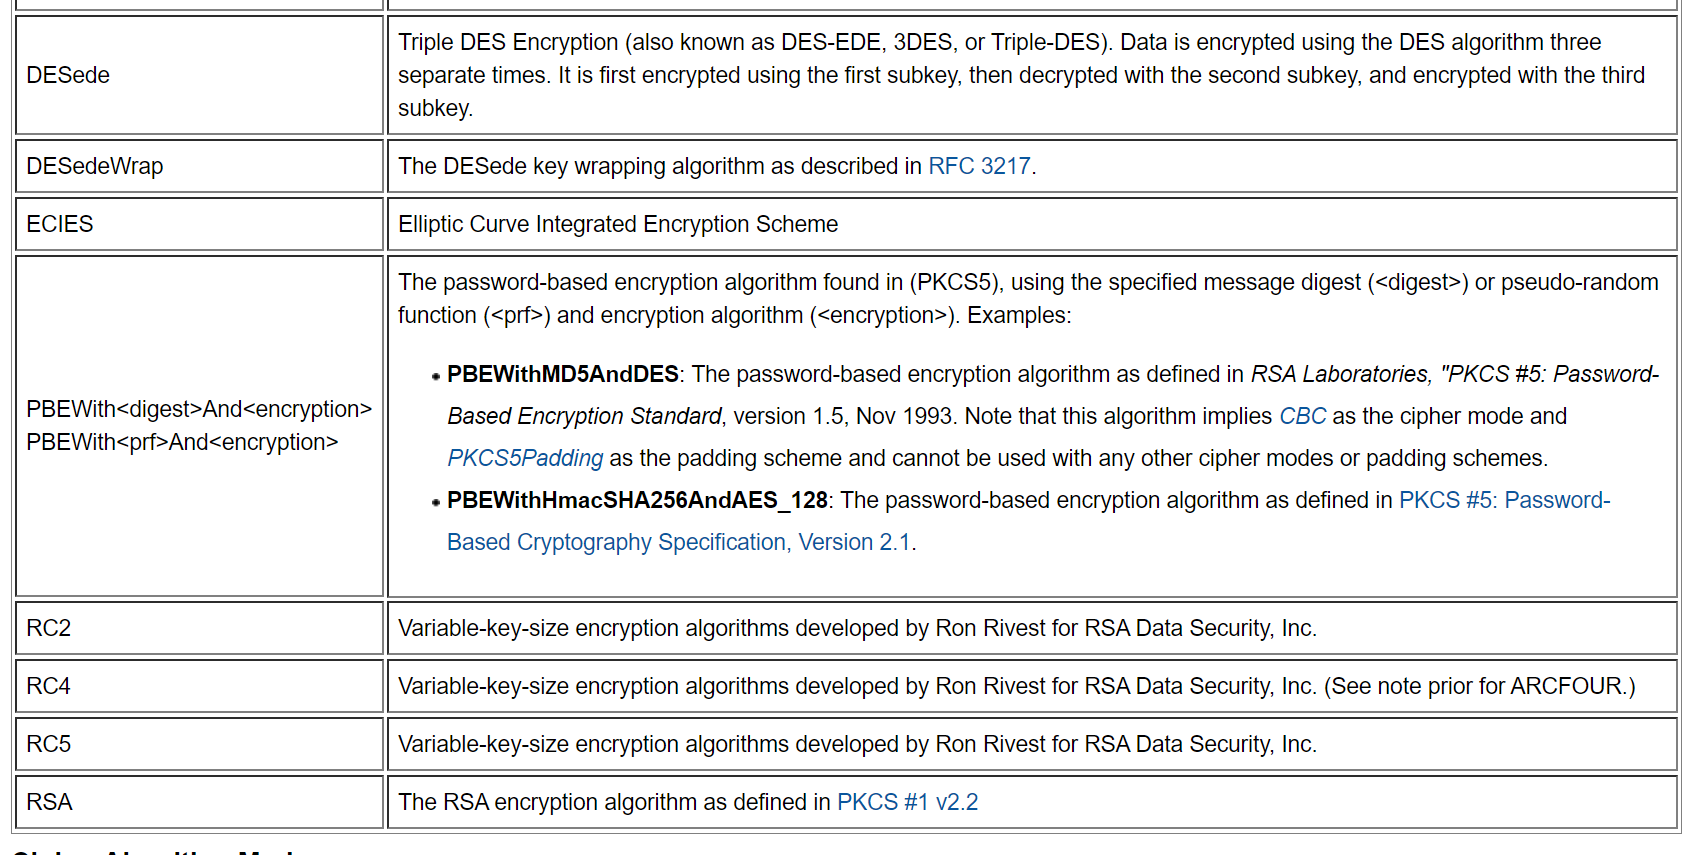 DESede
Triple DES Encryption (also known as DES-EDE, 3DES, or Triple-DES). Data is encrypted using the DES algorithm three
separate times. It is first encrypted using the first subkey, then decrypted with the second subkey, and encrypted with the third
subkey.
DESedeWrap
The DESede key wrapping algorithm as described in RFC 3217.
ECIES
Elliptic Curve Integrated Encryption Scheme
PBEWith<digest>And<encryption>
PBEWith<prf>And<encryption>
The password-based encryption algorithm found in (PKCS5), using the specified message digest (<digest>) or pseudo-random
function (<prf>) and encryption algorithm (<encryption>). Examples:
• PBEWithMD5AndDES: The password-based encryption algorithm as defined in RSA Laboratories, "PKCS #5: Password-
Based Encryption Standard, version 1.5, Nov 1993. Note that this algorithm implies CBC as the cipher mode and
PKCS5Padding as the padding scheme and cannot be used with any other cipher modes or padding schemes.
• PBEWithHmacSHA256AndAES_128: The password-based encryption algorithm as defined in PKCS #5: Password-
Based Cryptography Specification, Version 2.1.
RC2
Variable-key-size encryption algorithms developed by Ron Rivest for RSA Data Security, Inc.
RC4
Variable-key-size encryption algorithms developed by Ron Rivest for RSA Data Security, Inc. (See note prior for ARCFOUR.)
RC5
Variable-key-size encryption algorithms developed by Ron Rivest for RSA Data Security, Inc.
RSA
The RSA encryption algorithm as defined in PKCS #1 v2.2